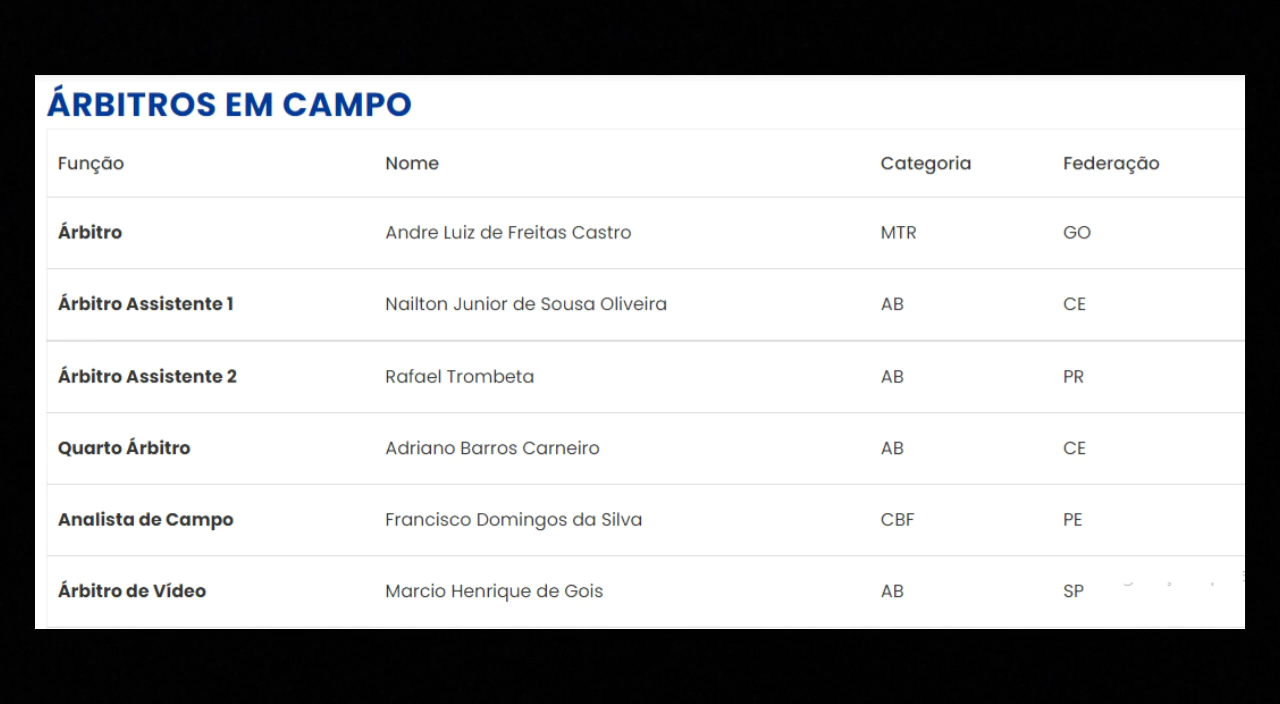 ÁRBITROS EM CAMPO
Função Nome Categoria Federação
Árbitro Andre Luiz de Freitas Castro MTR GO
Árbitro Assistente 1 Nailton Junior de Sousa Oliveira AB CE
Árbitro Assistente 2 Rafael Trombeta AB PR
Quarto Árbitro Adriano Barros Carneiro AB CE
Analista de Campo Francisco Domingos da Silva CBF PE
Árbitro de Vídeo Marcio Henrique de Gois AB SP